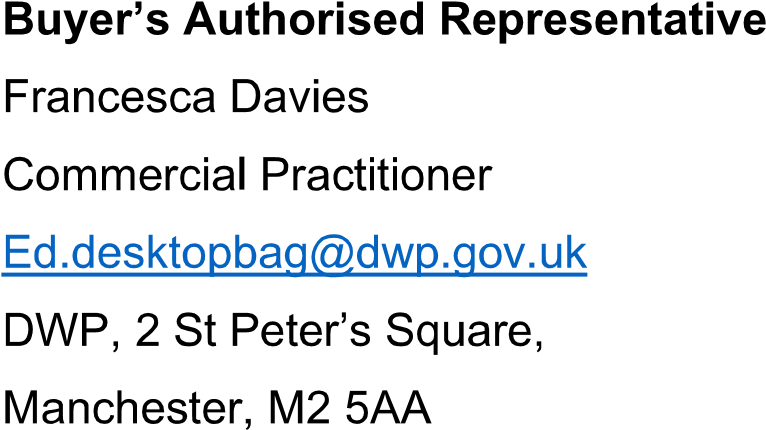 Buyer’s Authorised Representative
Francesca Davies
Commercial Practitioner
Ed.desktopbag@dwp.gov.uk
DWP, 2 St Peter’s Square,
Manchester, M2 5AA